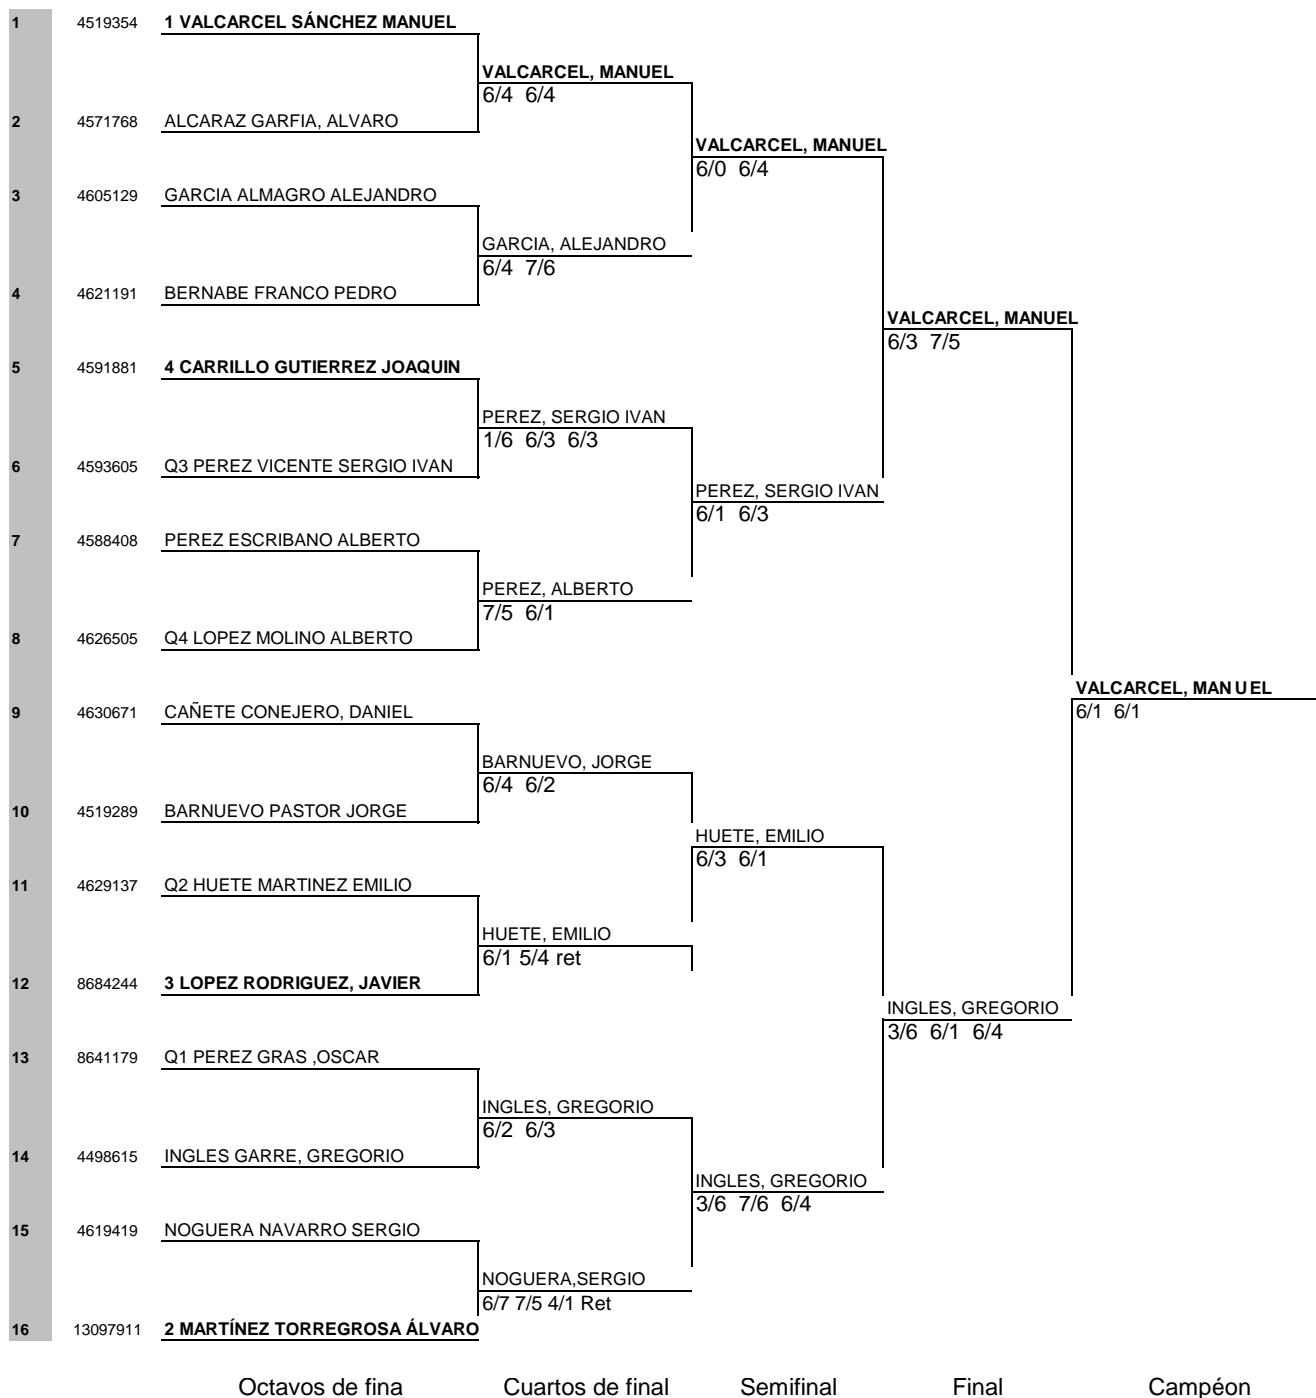 1 4519354 1 VALCARCEL SÁNCHEZ MANUEL
VALCARCEL, MANUEL
6/4 6/4
2 4571768 ALCARAZ GARFIA, ALVARO
VALCARCEL, MANUEL
6/0 6/4
3 4605129 GARCIA ALMAGRO ALEJANDRO
GARCIA, ALEJANDRO
6/4 7/6
4 4621191 BERNABE FRANCO PEDRO
VALCARCEL, MANUEL
6/3 7/5
5 4591881 4 CARRILLO GUTIERREZ JOAQUIN
PEREZ, SERGIO IVAN
1/6 6/3 6/3
6 4593605 Q3 PEREZ VICENTE SERGIO IVAN
PEREZ, SERGIO IVAN
6/1 6/3
7 4588408 PEREZ ESCRIBANO ALBERTO
PEREZ, ALBERTO
7/5 6/1
8 4626505 Q4 LOPEZ MOLINO ALBERTO
VALCARCEL, MANUEL
6/1 6/1
9 4630671 CAÑETE CONEJERO, DANIEL
BARNUEVO, JORGE
6/4 6/2
10 4519289 BARNUEVO PASTOR JORGE
HUETE, EMILIO
6/3 6/1
11 4629137 Q2 HUETE MARTINEZ EMILIO
HUETE, EMILIO
6/1 5/4 ret
12 8684244 3 LOPEZ RODRIGUEZ, JAVIER
INGLES, GREGORIO
3/6 6/1 6/4
13 8641179 Q1 PEREZ GRAS ,OSCAR
INGLES, GREGORIO
6/2 6/3
14 4498615 INGLES GARRE, GREGORIO
INGLES, GREGORIO
3/6 7/6 6/4
15 4619419 NOGUERA NAVARRO SERGIO
NOGUERA,SERGIO
6/7 7/5 4/1 Ret
16 13097911 2 MARTÍNEZ TORREGROSA ÁLVARO
Octavos de fina Cuartos de final Semifinal Final Campéon